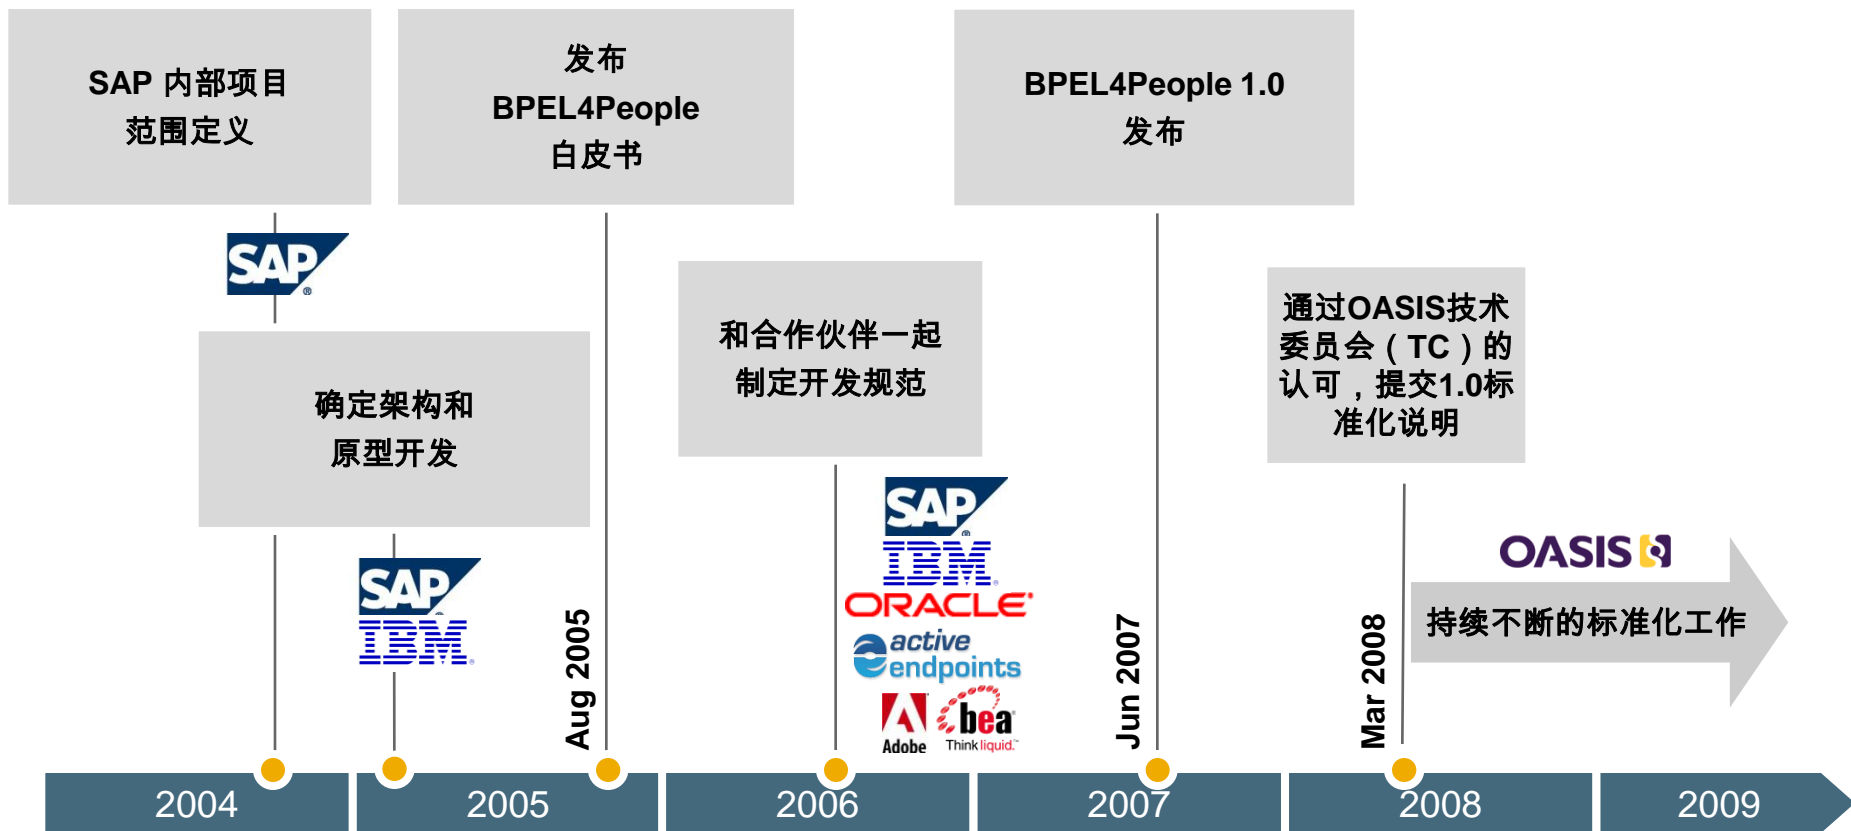 SAP 内部项目
范围定义
发布
BPEL4People
白皮书
BPEL4People 1.0
发布
SAP
®
确定架构和
原型开发
和合作伙伴一起
制定开发规范
通过OASIS技术
委员会（TC）的
认可，提交1.0标
准化说明
SAP
IBM
SAP
IBM
ORACLE
active
endpoints
Adobe
bea
Think liquid.™
OASIS
持续不断的标准化工作
Aug 2005
Jun 2007
Mar 2008
2004
2005
2006
2007
2008
2009